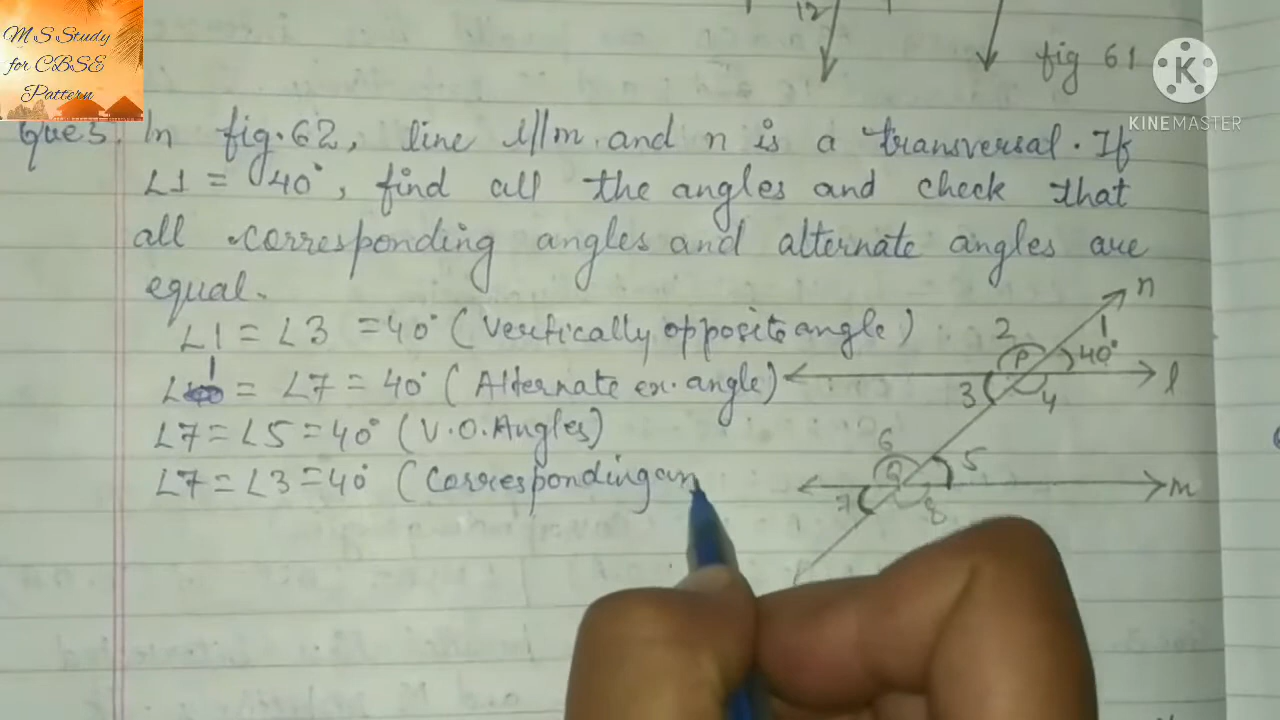 M S Study
for CBSE
Pattern
12
fig 61
K
KINEMASTER
Ques. In fig.62, line l//m and n is a transversal. If
∠1 = 40°, find all the angles and check that
all corresponding angles and alternate angles are
equal.
∠1 = ∠3 = 40° (Vertically opposite angle)
∠1 = ∠7 = 40° (Alternate ex. angle)
∠7 = ∠5 = 40° (V.O.Angles)
∠7 = ∠3 = 40° (Corresponding an
n
1
2
P
40°
l
3
4
6
Q
5
m
7
8